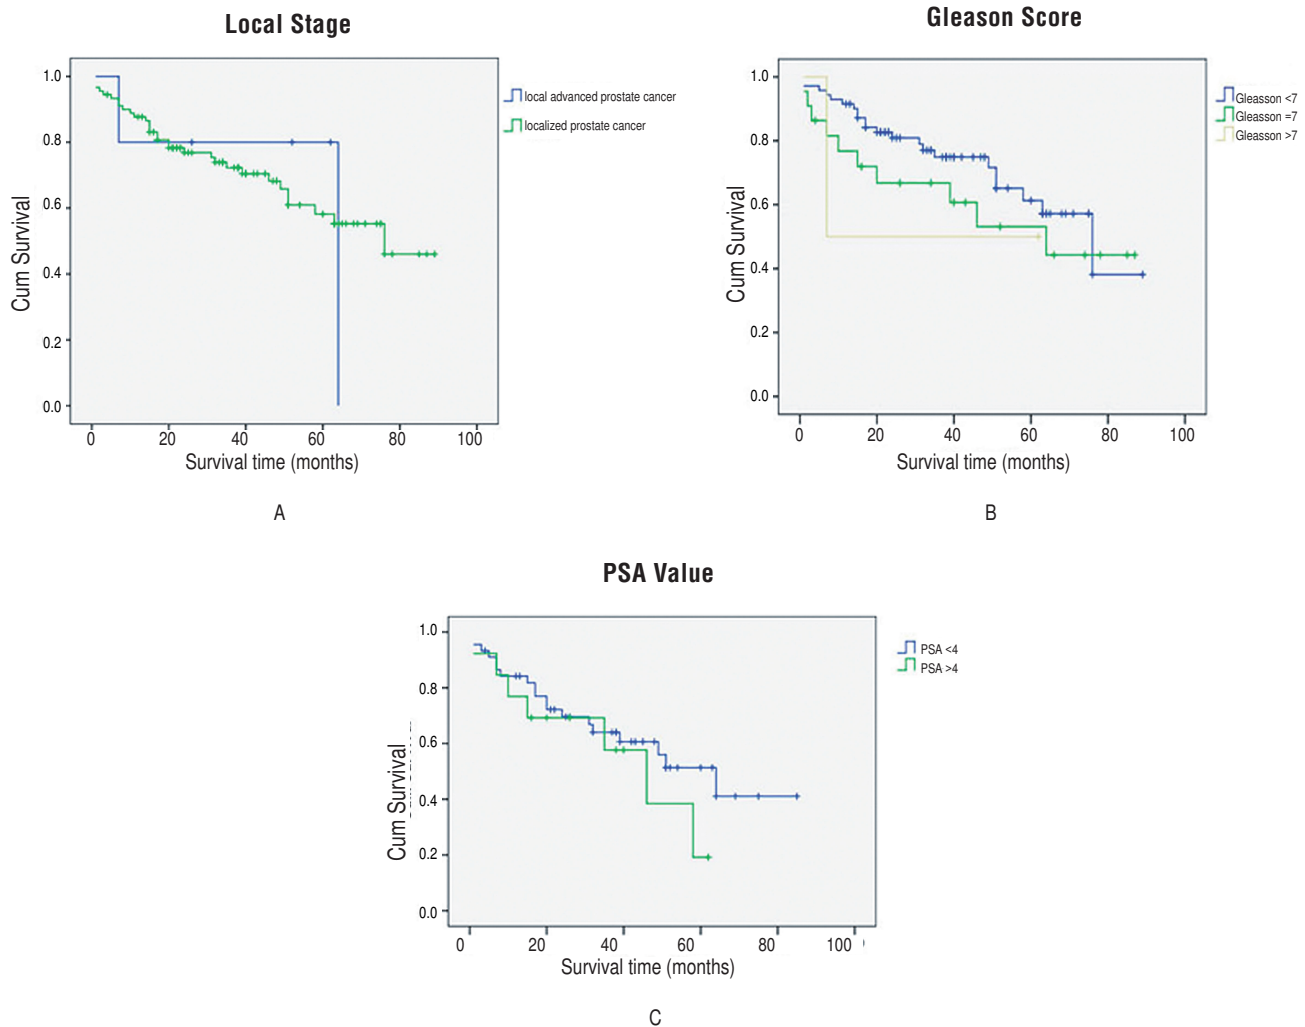 Local Stage
1.0
0.8
0.6
0.4
0.2
0.0
Cum Survival
0 20 40 60 80 100
Survival time (months)
local advanced prostate cancer
localized prostate cancer
A
Gleason Score
1.0
0.8
0.6
0.4
0.2
0.0
Cum Survival
0 20 40 60 80 100
Survival time (months)
Gleasson <7
Gleasson =7
Gleasson >7
B
PSA Value
1.0
0.8
0.6
0.4
0.2
0.0
Cum Survival
0 20 40 60 80 100
Survival time (months)
PSA <4
PSA >4
C